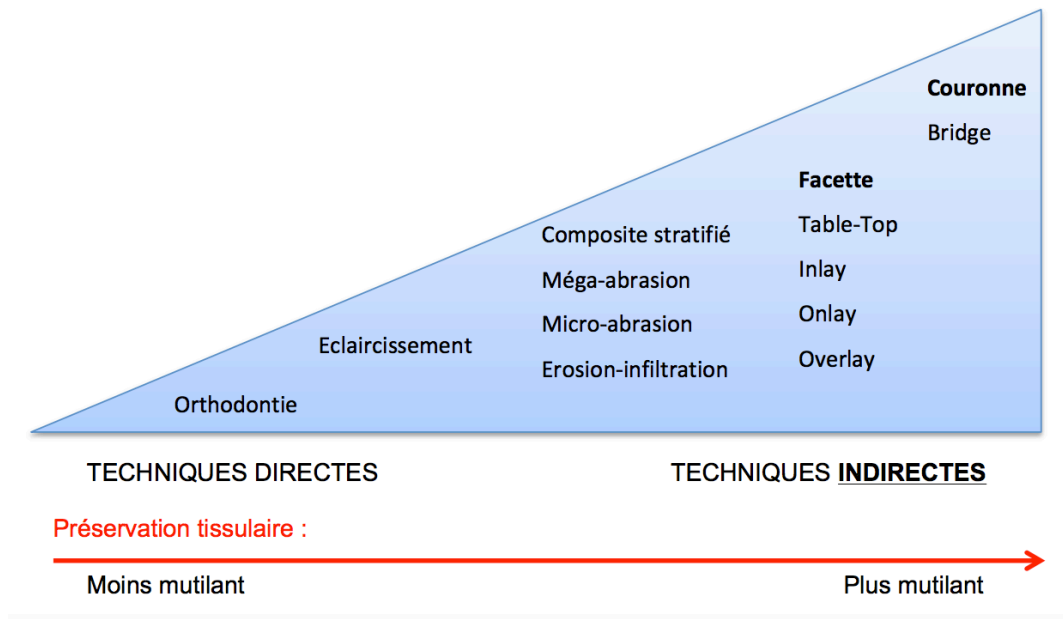 Couronne
Bridge
Facette
Table-Top
Inlay
Onlay
Overlay
Composite stratifié
Méga-abrasion
Micro-abrasion
Erosion-infiltration
Eclaircissement
Orthodontie
TECHNIQUES DIRECTES
TECHNIQUES INDIRECTES
Préservation tissulaire :
Moins mutilant
Plus mutilant